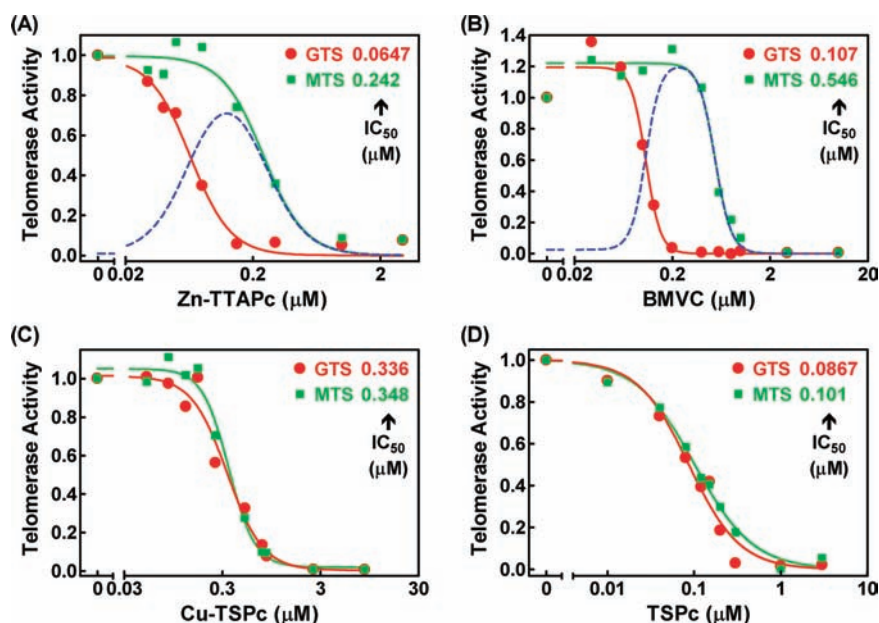 (A)
Telomerase Activity
1.0
0.8
0.6
0.4
0.2
0.0
GTS 0.0647
MTS 0.242
↑
IC50
(μM)
0 0.02 0.2 2
Zn-TTAPc (μM)
(B)
Telomerase Activity
1.4
1.2
1.0
0.8
0.6
0.4
0.2
0.0
GTS 0.107
MTS 0.546
↑
IC50
(μM)
0 0.02 0.2 2 20
BMVC (μM)
(C)
Telomerase Activity
1.0
0.8
0.6
0.4
0.2
0.0
GTS 0.336
MTS 0.348
↑
IC50
(μM)
0 0.03 0.3 3 30
Cu-TSPc (μM)
(D)
Telomerase Activity
1.0
0.8
0.6
0.4
0.2
0.0
GTS 0.0867
MTS 0.101
↑
IC50
(μM)
0 0.01 0.1 1 10
TSPc (μM)